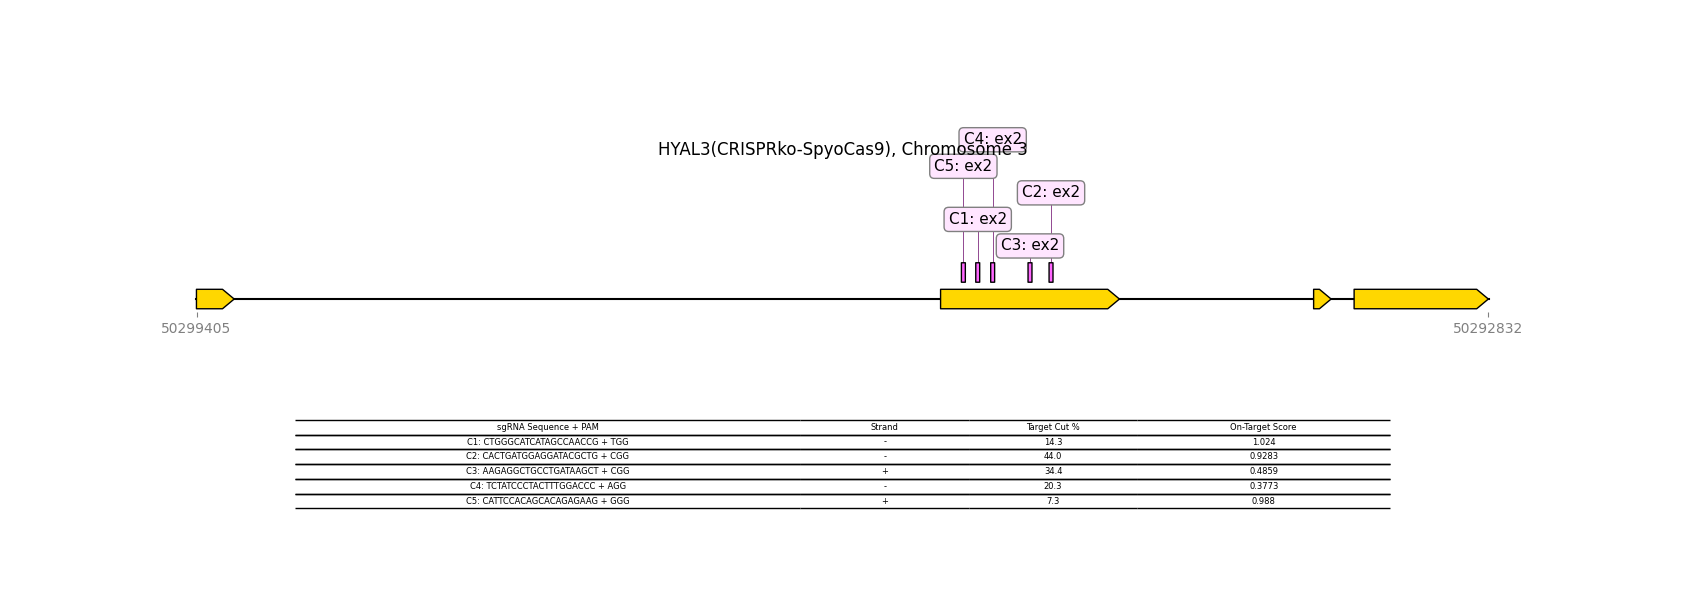 C4: ex2
HYAL3(CRISPRko-SpyoCas9), Chromosome 3
C5: ex2
C2: ex2
C1: ex2
C3: ex2
50299405 50292832
sgRNA Sequence + PAM Strand Target Cut % On-Target Score
C1: CTGGGCATCATAGCCAACCG + TGG - 14.3 1.024
C2: CACTGATGGAGGATACGCTG + CGG - 44.0 0.9283
C3: AAGAGGCTGCCTGATAAGCT + CGG + 34.4 0.4859
C4: TCTATCCCTACTTTGGACCC + AGG - 20.3 0.3773
C5: CATTCCACAGCACAGAGAAG + GGG + 7.3 0.988